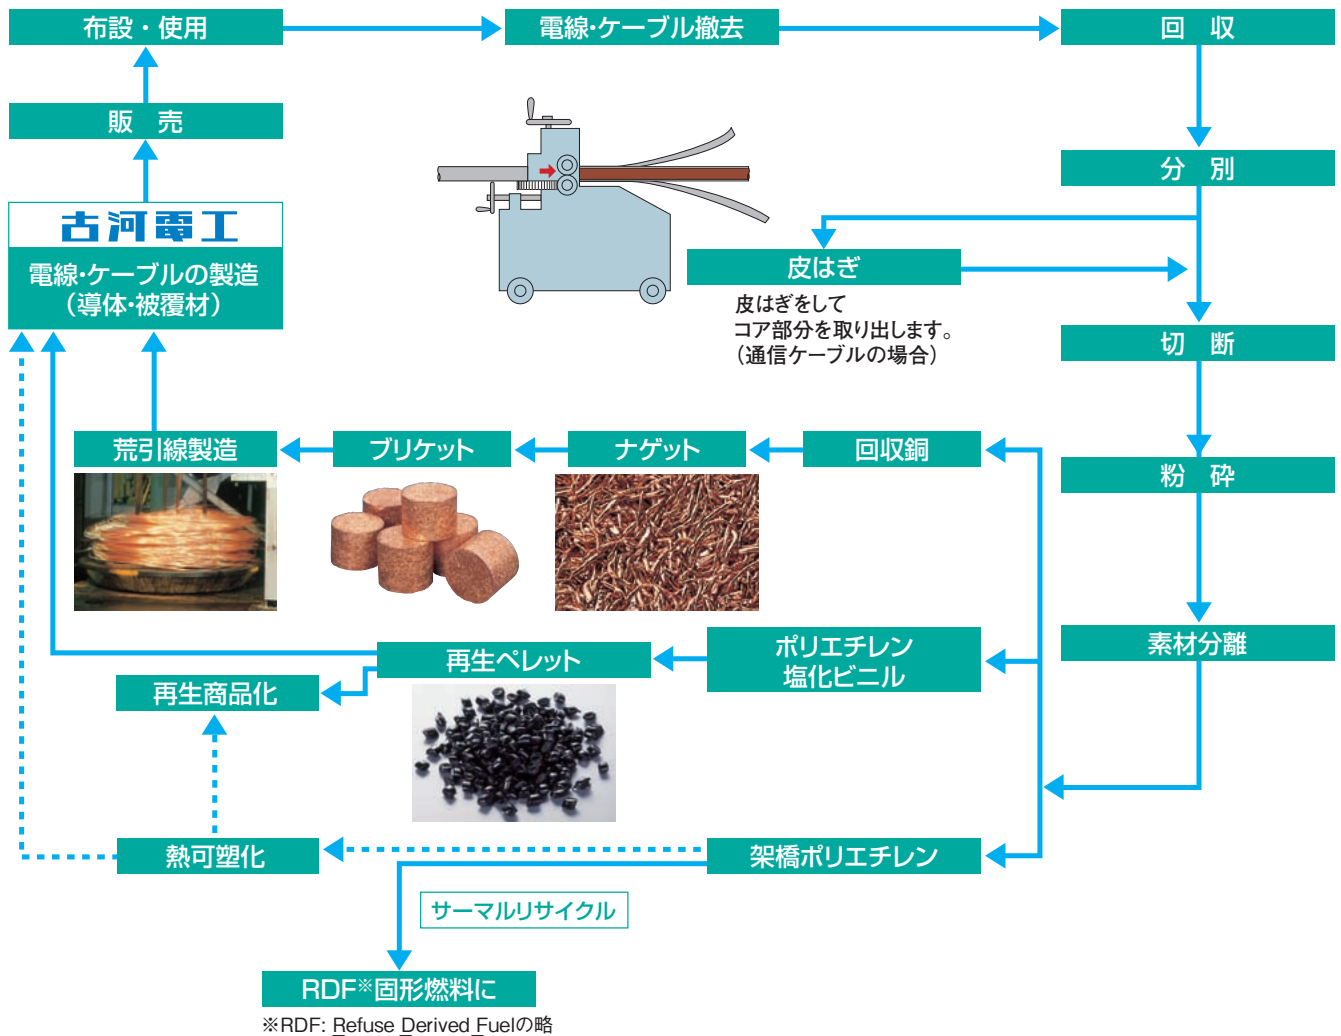 布設・使用
電線・ケーブル撤去
回　収
販　売
分　別
古河電工
電線・ケーブルの製造
（導体・被覆材）
皮はぎ
皮はぎをして
コア部分を取り出します。
（通信ケーブルの場合）
切　断
荒引線製造
ブリケット
ナゲット
回収銅
粉　砕
素材分離
ポリエチレン
塩化ビニル
再生ペレット
再生商品化
熱可塑化
架橋ポリエチレン
サーマルリサイクル
RDF※固形燃料に
※RDF: Refuse Derived Fuelの略